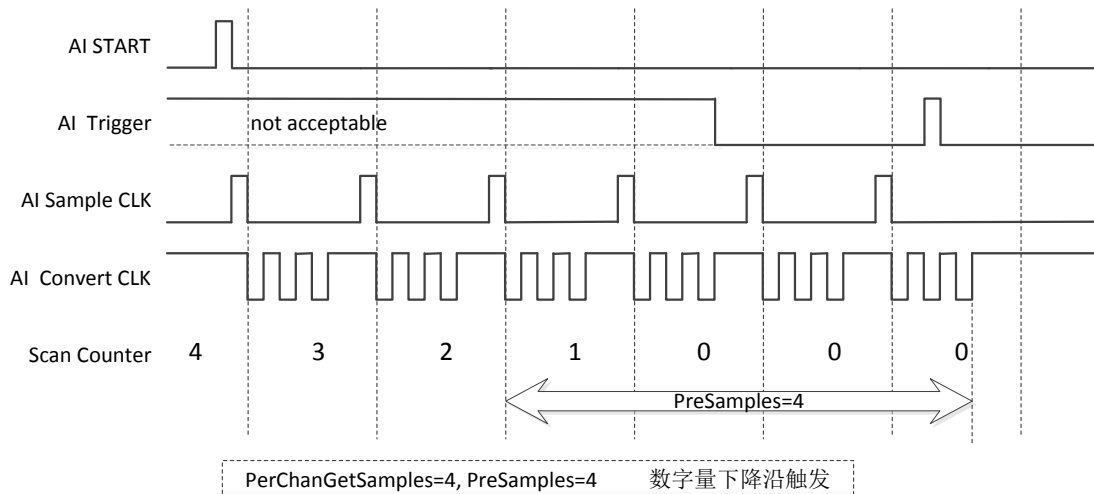 AI START
AI Trigger
not acceptable
AI Sample CLK
AI Convert CLK
Scan Counter 4 3 2 1 0 0 0
PreSamples=4
PerChanGetSamples=4, PreSamples=4 数字量下降沿触发